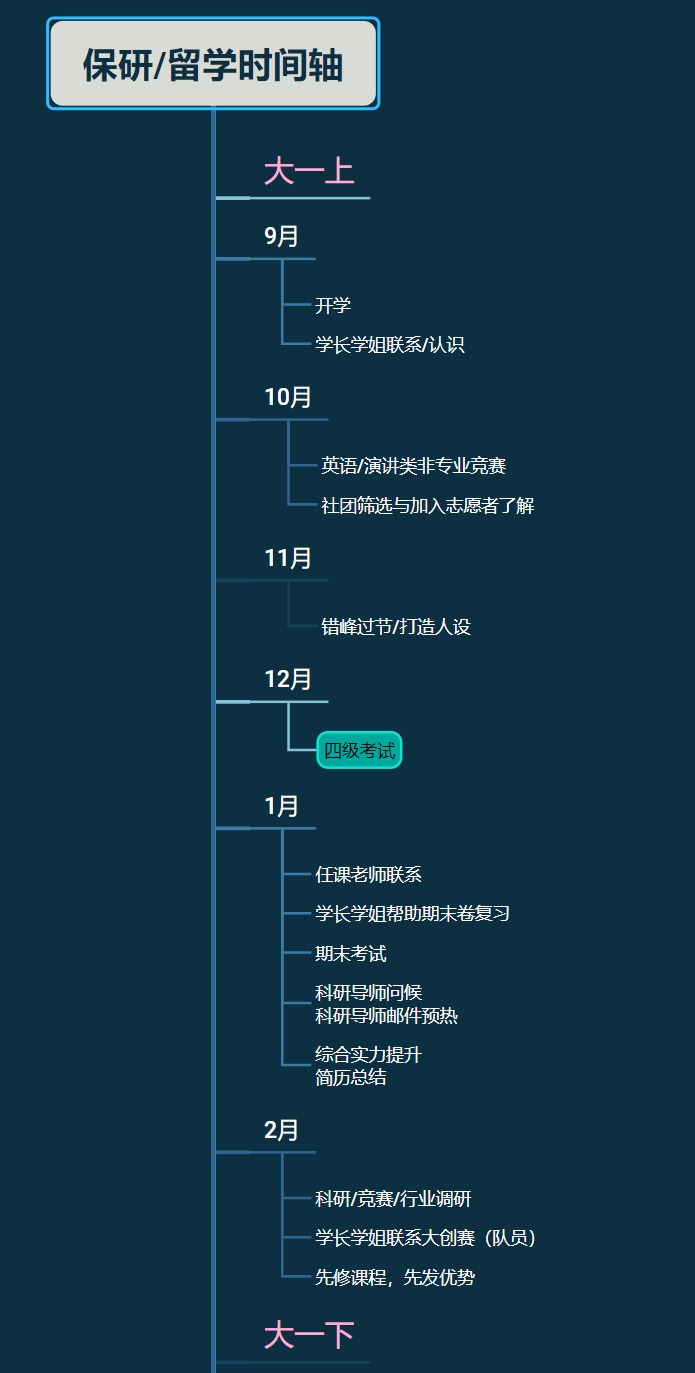 保研/留学时间轴
大一上
9月
开学
学长学姐联系/认识
10月
英语/演讲类非专业竞赛
社团筛选与加入志愿者了解
11月
错峰过节/打造人设
12月
四级考试
1月
任课老师联系
学长学姐帮助期末卷复习
期末考试
科研导师问候
科研导师邮件预热
综合实力提升
简历总结
2月
科研/竞赛/行业调研
学长学姐联系大创赛（队员）
先修课程，先发优势
大一下